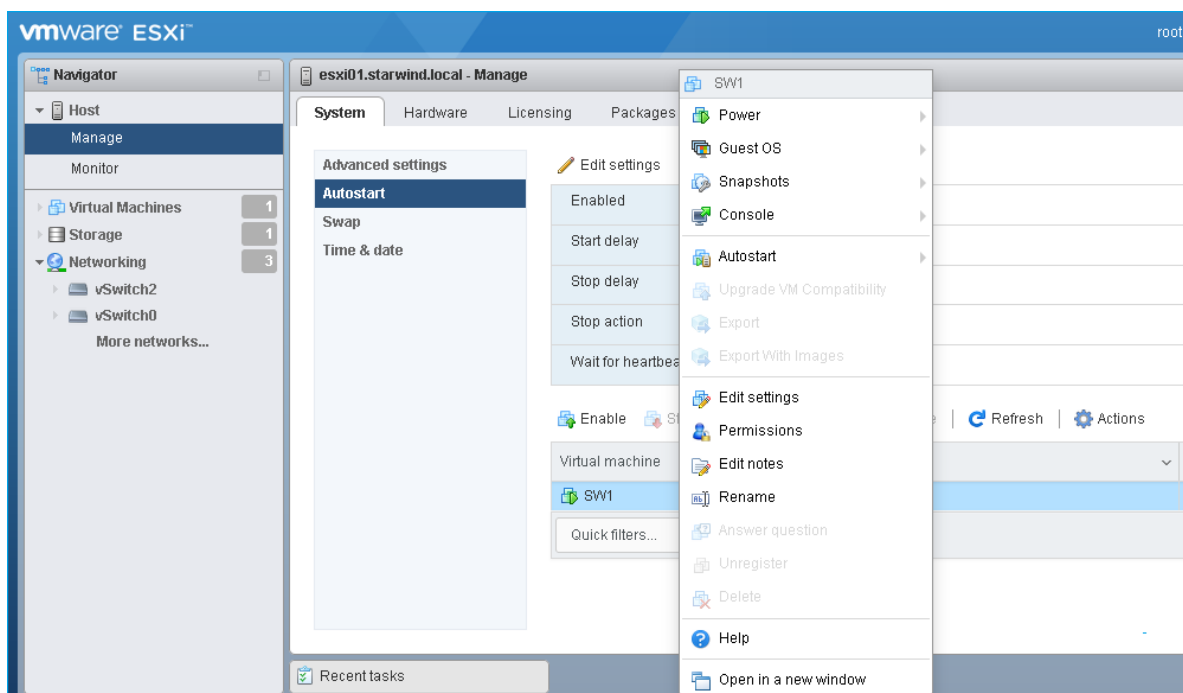 vmware ESXi™
root
Navigator
Host
Manage
Monitor
Virtual Machines 1
Storage 1
Networking 3
vSwitch2
vSwitch0
More networks...
esxi01.starwind.local - Manage
System Hardware Licensing Packages
Advanced settings
Autostart
Swap
Time & date
Edit settings
Enabled
Start delay
Stop delay
Stop action
Wait for heartbea
Enable St
Refresh Actions
Virtual machine
SW1
Quick filters...
SW1
Power
Guest OS
Snapshots
Console
Autostart
Upgrade VM Compatibility
Export
Export With Images
Edit settings
Permissions
Edit notes
Rename
Answer question
Unregister
Delete
Help
Open in a new window
Recent tasks